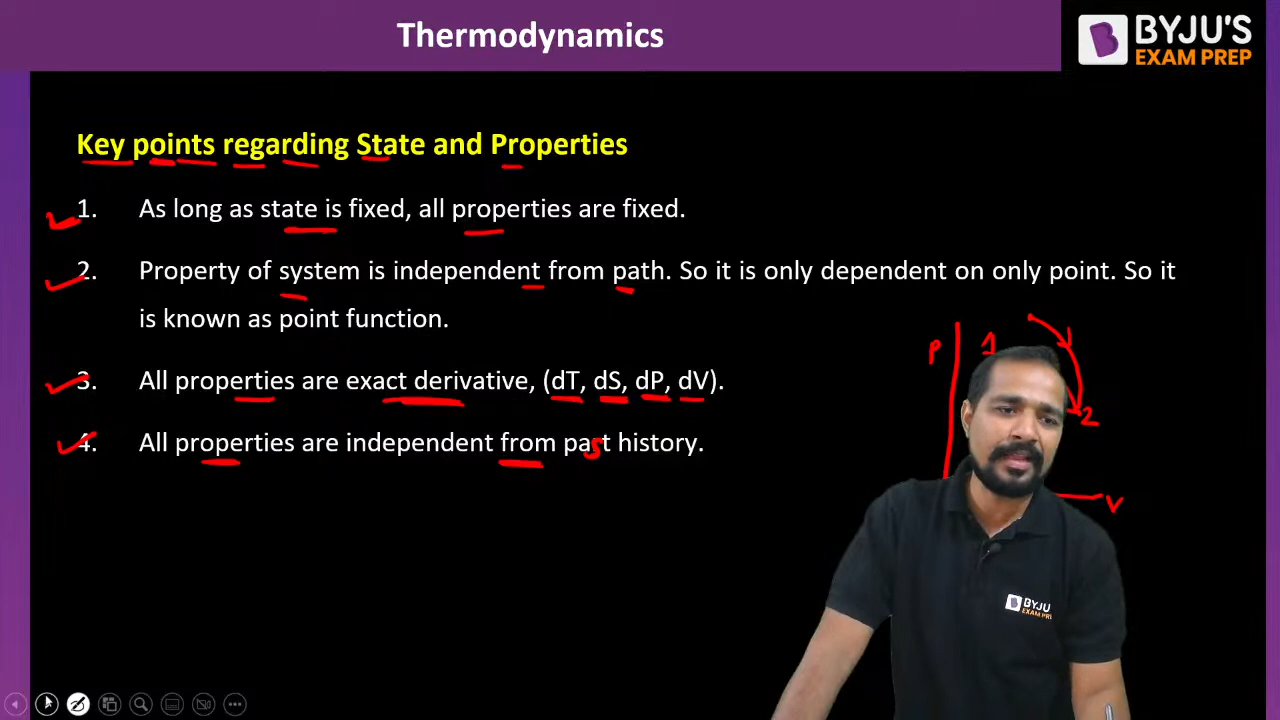 Thermodynamics
BYJU'S
EXAM PREP
Key points regarding State and Properties
1. As long as state is fixed, all properties are fixed.
2. Property of system is independent from path. So it is only dependent on only point. So it
is known as point function.
3. All properties are exact derivative, (dT, dS, dP, dV).
4. All properties are independent from past history.
P
1
2
V
BYJU'S
EXAM PREP